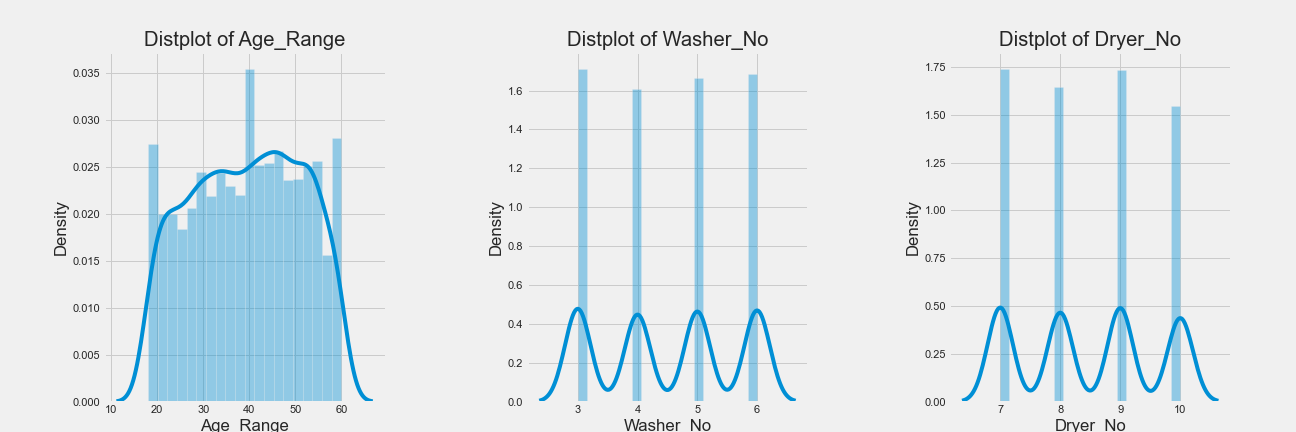 Distplot of Age_Range
Distplot of Washer_No
Distplot of Dryer_No
Density
0.035
0.030
0.025
0.020
0.015
0.010
0.005
0.000
10 20 30 40 50 60
Age_Range
Density
1.6
1.4
1.2
1.0
0.8
0.6
0.4
0.2
0.0
3 4 5 6
Washer_No
Density
1.75
1.50
1.25
1.00
0.75
0.50
0.25
0.00
7 8 9 10
Dryer_No